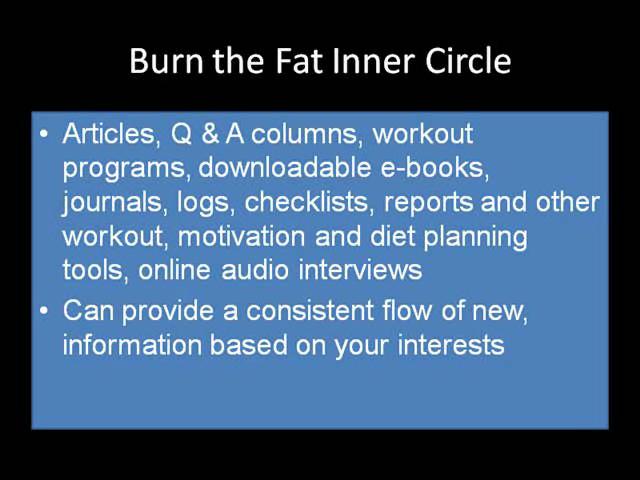 Burn the Fat Inner Circle
• Articles, Q & A columns, workout
programs, downloadable e-books,
journals, logs, checklists, reports and other
workout, motivation and diet planning
tools, online audio interviews
• Can provide a consistent flow of new,
information based on your interests